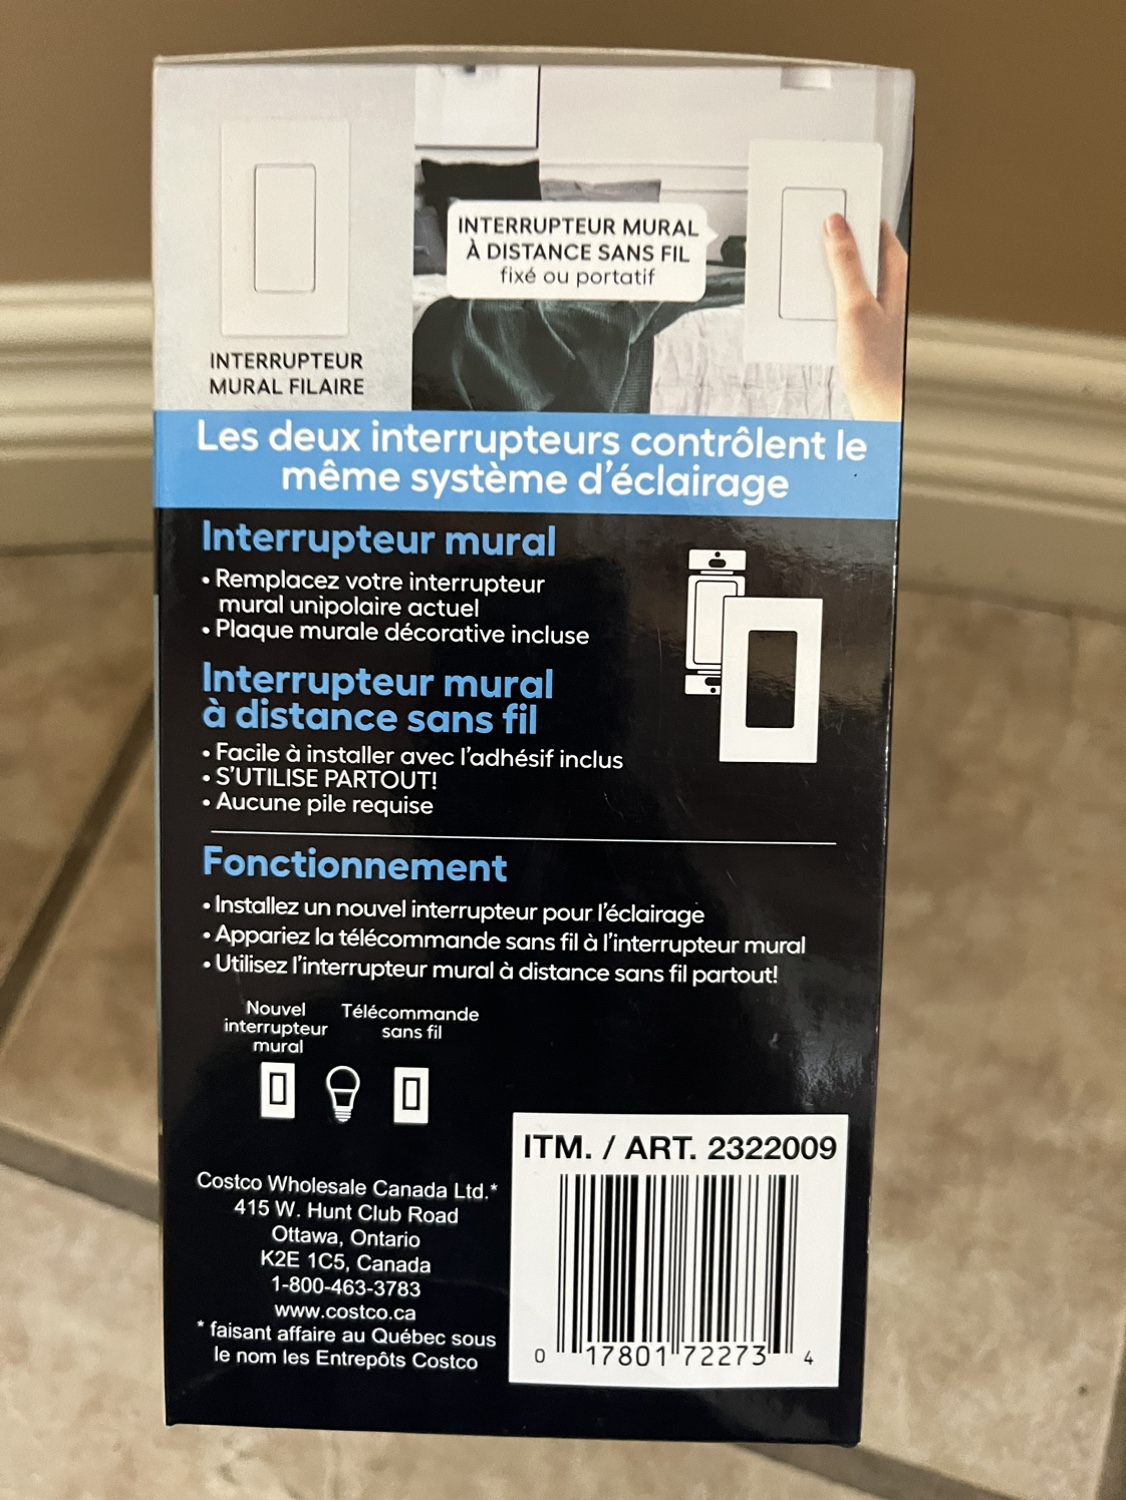 INTERRUPTEUR MURAL
À DISTANCE SANS FIL
fixé ou portatif
INTERRUPTEUR
MURAL FILAIRE
Les deux interrupteurs contrôlent le
même système d'éclairage
Interrupteur mural
• Remplacez votre interrupteur
mural unipolaire actuel
• Plaque murale décorative incluse
Interrupteur mural
à distance sans fil
• Facile à installer avec l'adhésif inclus
• S'UTILISE PARTOUT!
• Aucune pile requise
Fonctionnement
• Installez un nouvel interrupteur pour l'éclairage
• Appariez la télécommande sans fil à l'interrupteur mural
• Utilisez l'interrupteur mural à distance sans fil partout!
Nouvel
interrupteur
mural
Télécommande
sans fil
Costco Wholesale Canada Ltd.*
415 W. Hunt Club Road
Ottawa, Ontario
K2E 1C5, Canada
1-800-463-3783
www.costco.ca
* faisant affaire au Québec sous
le nom les Entrepôts Costco
ITM. / ART. 2322009
0 17801 72273 4